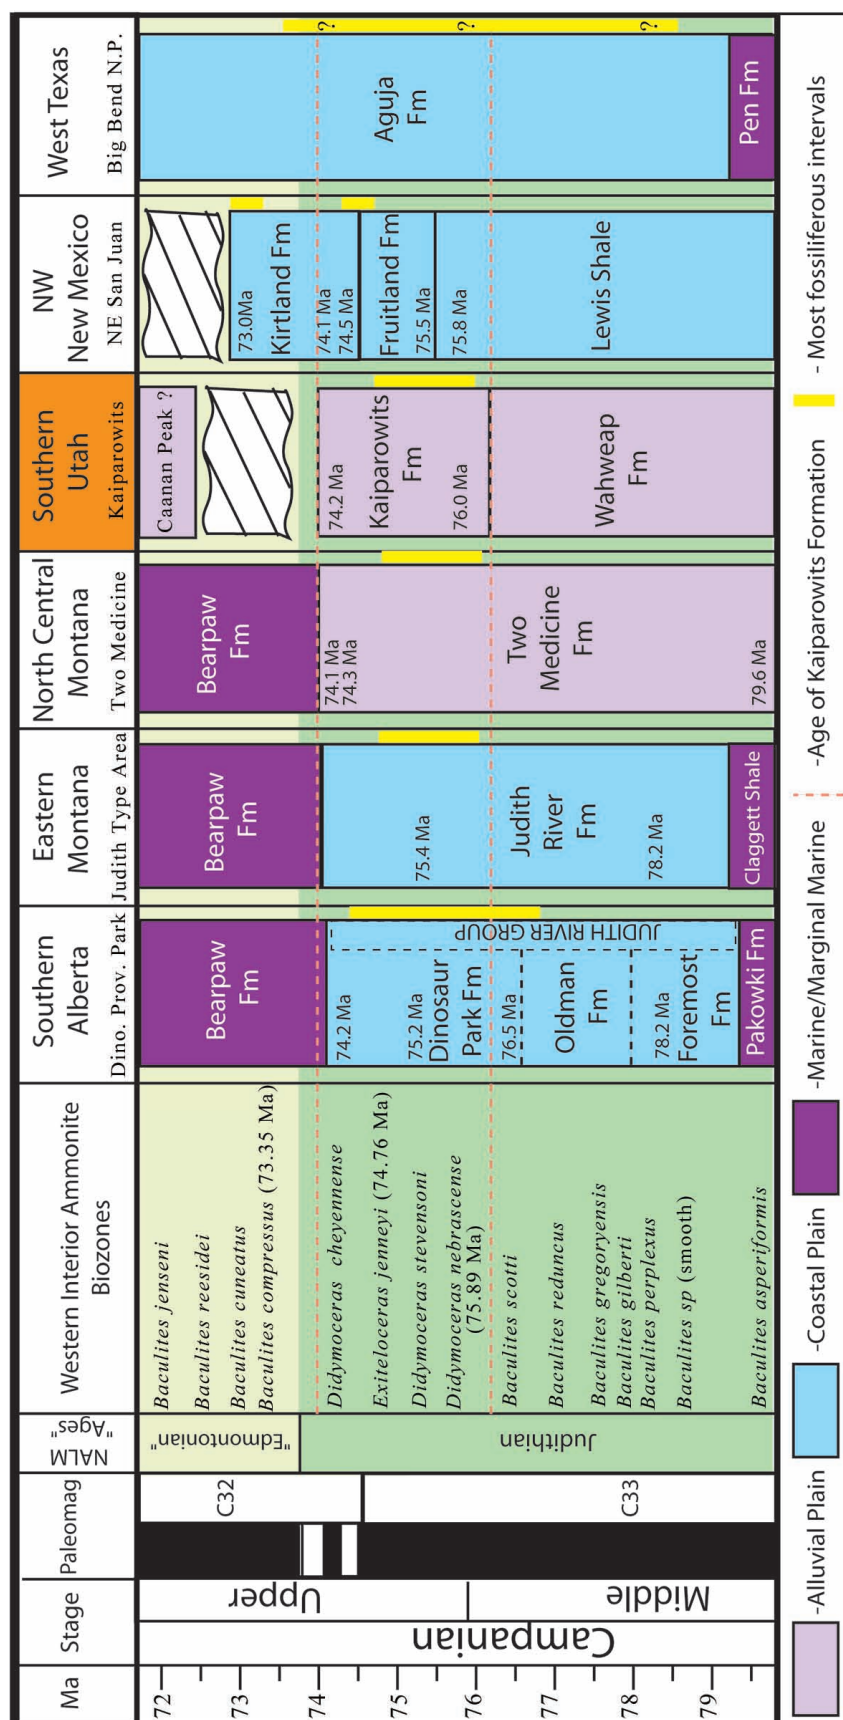 Ma
Stage
Paleomag
NALM
"Ages"
Western Interior Ammonite
Biozones
Southern
Alberta
Dino. Prov. Park
Eastern
Montana
Judith Type Area
North Central
Montana
Two Medicine
Southern
Utah
Kaiparowits
NW
New Mexico
NE San Juan
West Texas
Big Bend N.P.
72
73
74
75
76
77
78
79
Campanian
Upper
Middle
C32
C33
"Edmontonian"
Judithian
Baculites jenseni
Baculites reesidei
Baculites cuneatus
Baculites compressus (73.35 Ma)
Didymoceras cheyennense
Exiteloceras jenneyi (74.76 Ma)
Didymoceras stevensoni
Didymoceras nebrascense
(75.89 Ma)
Baculites scotti
Baculites reduncus
Baculites gregoryensis
Baculites gilberti
Baculites perplexus
Baculites sp (smooth)
Baculites asperiformis
Bearpaw
Fm
74.2 Ma
75.2 Ma
Dinosaur
Park Fm
76.5 Ma
Oldman
Fm
78.2 Ma
Foremost
Fm
JUDITH RIVER GROUP
Pakowki Fm
Bearpaw
Fm
75.4 Ma
Judith
River
Fm
78.2 Ma
Claggett Shale
Bearpaw
Fm
74.1 Ma
74.3 Ma
Two
Medicine
Fm
79.6 Ma
Caanan Peak ?
74.2 Ma
Kaiparowits
Fm
76.0 Ma
Wahweap
Fm
73.0Ma
Kirtland Fm
74.1 Ma
74.5 Ma
Fruitland Fm
75.5 Ma
75.8 Ma
Lewis Shale
Aguja
Fm
Pen Fm
?
?
?
-Alluvial Plain
-Coastal Plain
-Marine/Marginal Marine
-Age of Kaiparowits Formation
- Most fossiliferous intervals